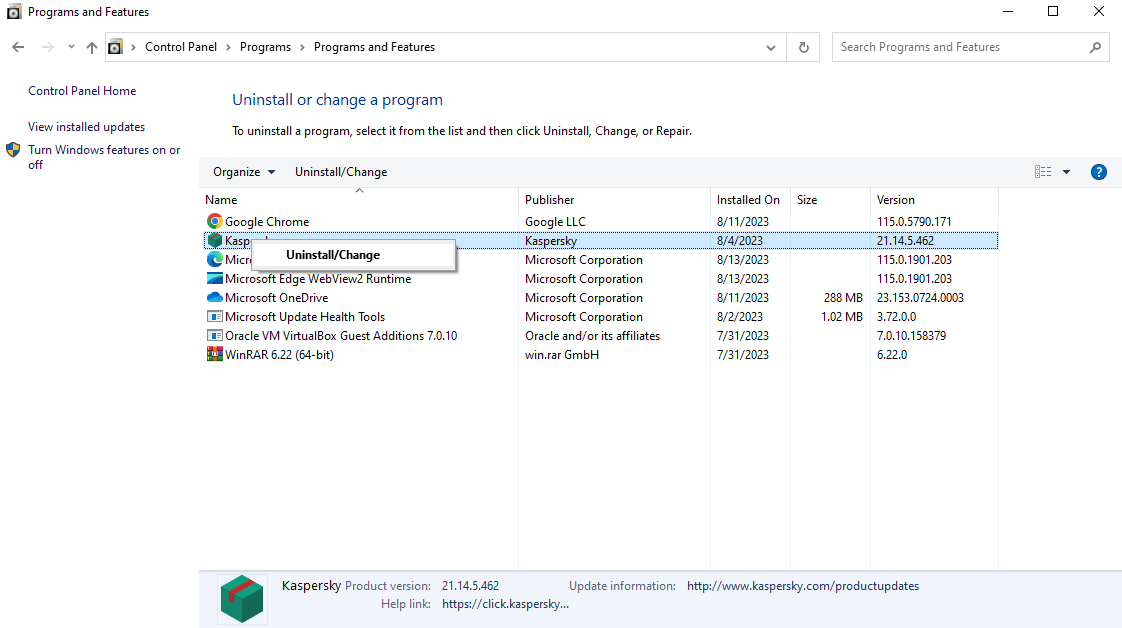 Programs and Features
Control Panel > Programs > Programs and Features
Search Programs and Features
Control Panel Home
View installed updates
Turn Windows features on or
off
Uninstall or change a program
To uninstall a program, select it from the list and then click Uninstall, Change, or Repair.
Organize Uninstall/Change
Name Publisher Installed On Size Version
Google Chrome Google LLC 8/11/2023 115.0.5790.171
Kaspersky 8/4/2023 21.14.5.462
Uninstall/Change
Microsoft Corporation 8/13/2023 115.0.1901.203
Microsoft Edge WebView2 Runtime Microsoft Corporation 8/13/2023 115.0.1901.203
Microsoft OneDrive Microsoft Corporation 8/11/2023 288 MB 23.153.0724.0003
Microsoft Update Health Tools Microsoft Corporation 8/2/2023 1.02 MB 3.72.0.0
Oracle VM VirtualBox Guest Additions 7.0.10 Oracle and/or its affiliates 7/31/2023 7.0.10.158379
WinRAR 6.22 (64-bit) win.rar GmbH 7/31/2023 6.22.0
Kaspersky Product version: 21.14.5.462 Update information: http://www.kaspersky.com/productupdates
Help link: https://click.kaspersky...